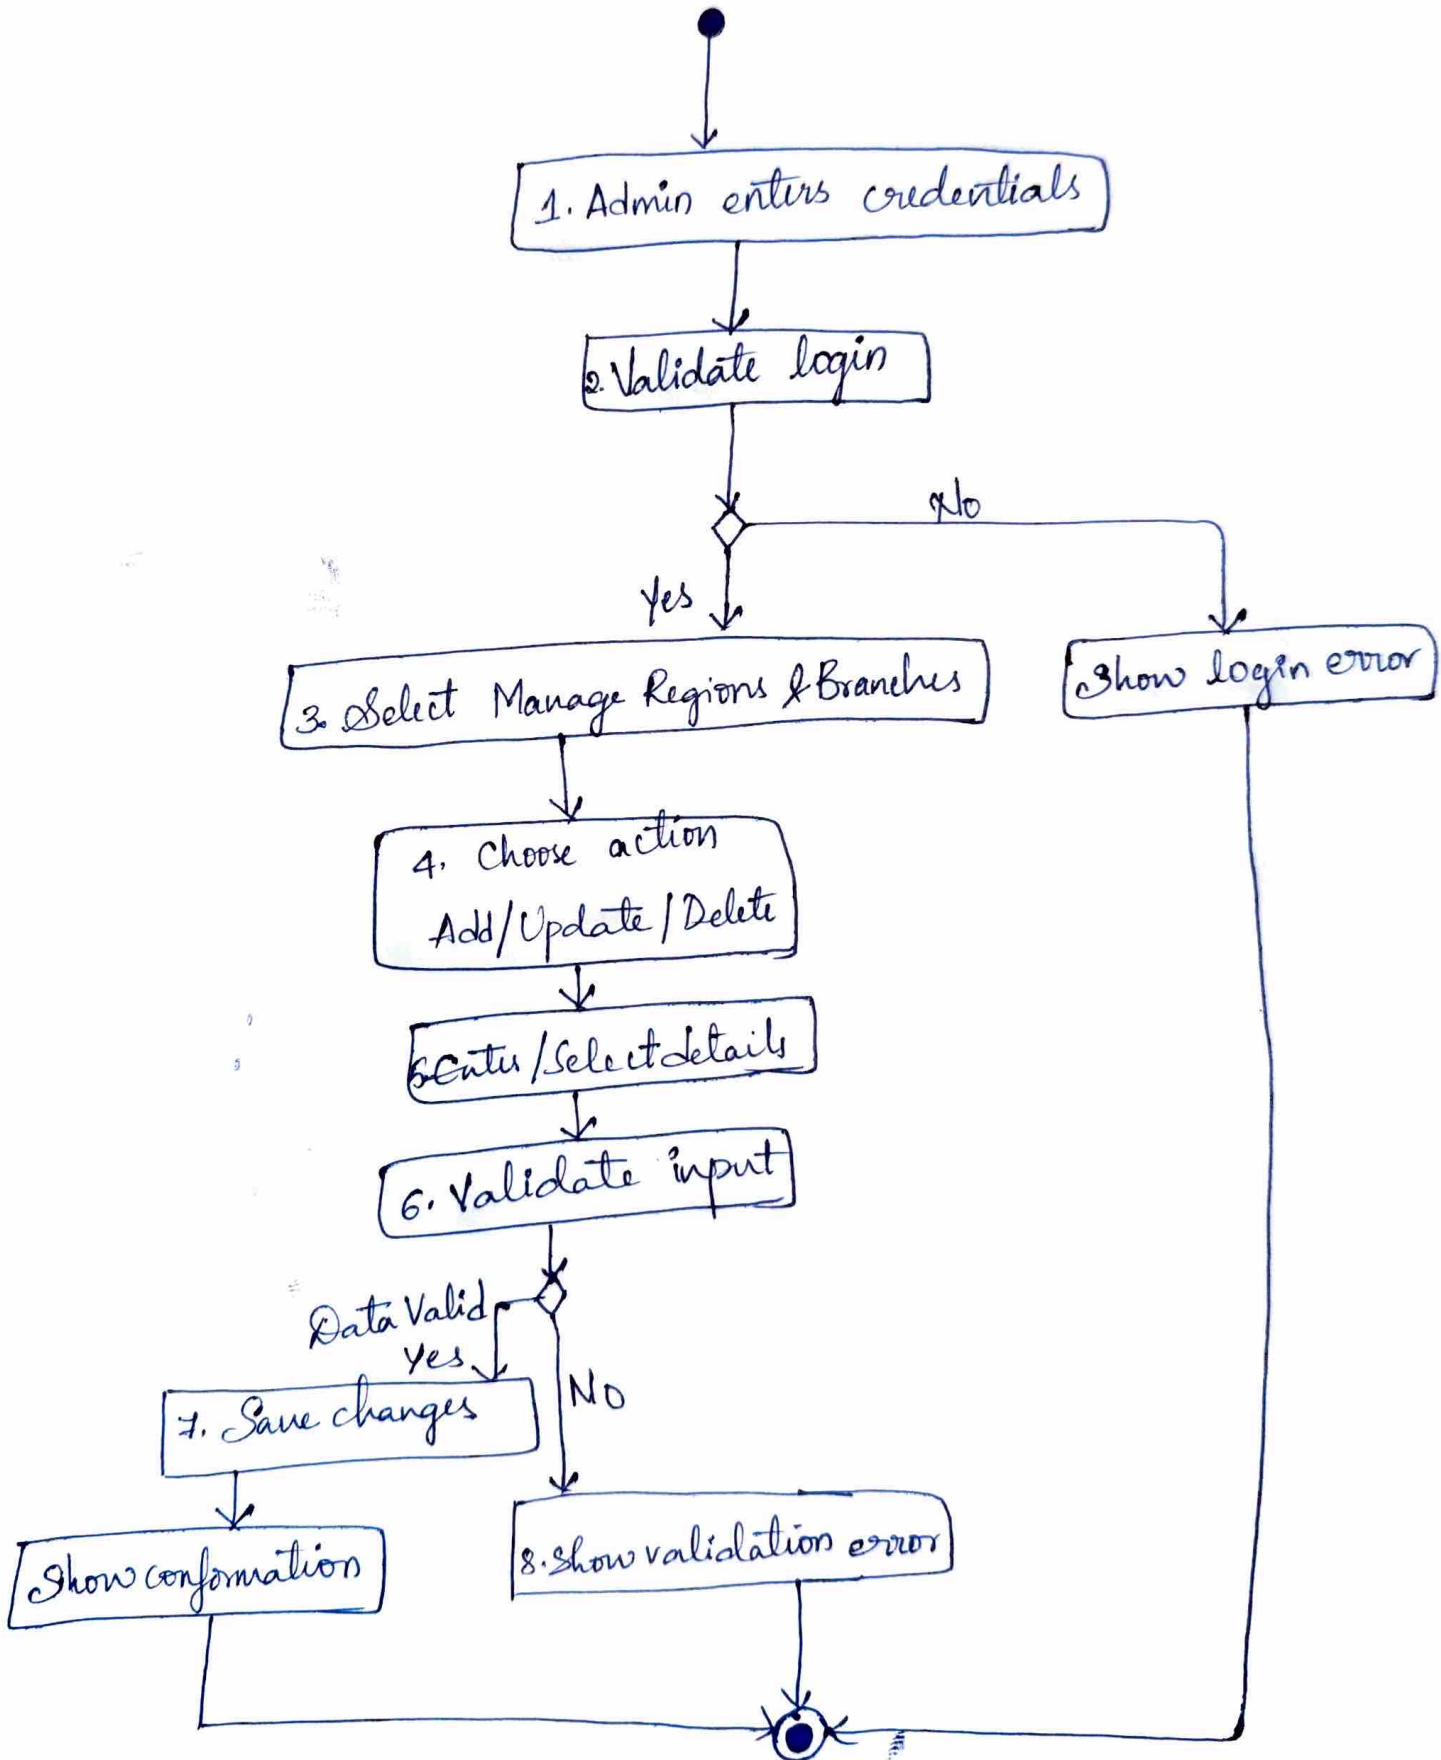 1. Admin enters credentials
2. Validate login
No
Yes
3. Select Manage Regions & Branches
Show login error
4. Choose action
Add/Update/Delete
5. Enter/Select details
6. Validate input
Data Valid
Yes
No
7. Save changes
8. Show validation error
Show conformation